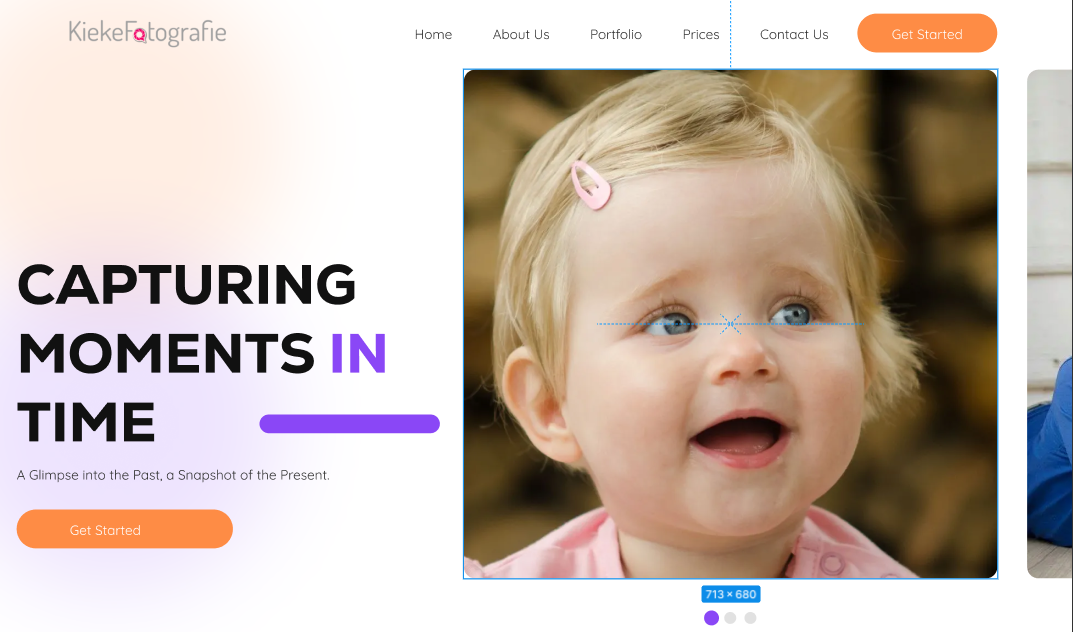 KiekeFotografie
Home About Us Portfolio Prices Contact Us Get Started
CAPTURING
MOMENTS IN
TIME
A Glimpse into the Past, a Snapshot of the Present.
Get Started
713 × 680